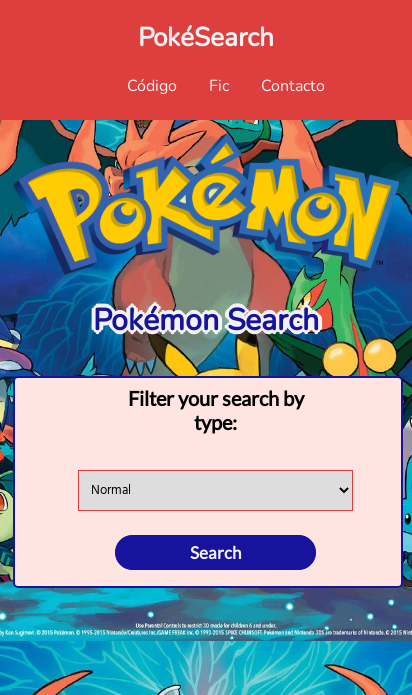 PokéSearch
Código Fic Contacto
POKéMON
TM
Pokémon Search
Filter your search by
type:
Normal
Search
Use Parental Controls to restrict 3D mode for children 6 and under.
by Ken Sugimori. © 2015 Pokémon. © 1995-2015 Nintendo/Creatures Inc./GAME FREAK inc. © 1993-2015 SPIKE CHUNSOFT. Pokémon and Nintendo 3DS are trademarks of Nintendo. © 2015 Nin